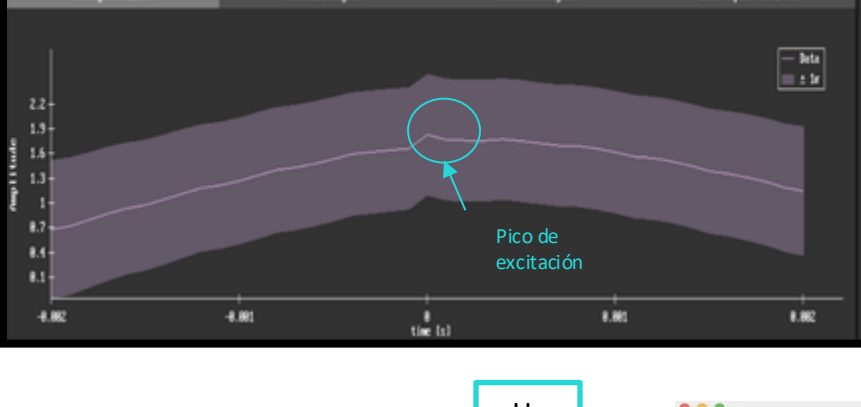 Data
± 1σ
2.2
1.9
1.6
1.3
1
0.7
0.4
0.1
Amplitude
Pico de
excitación
-0.002
-0.001
0
0.001
0.002
time [s]